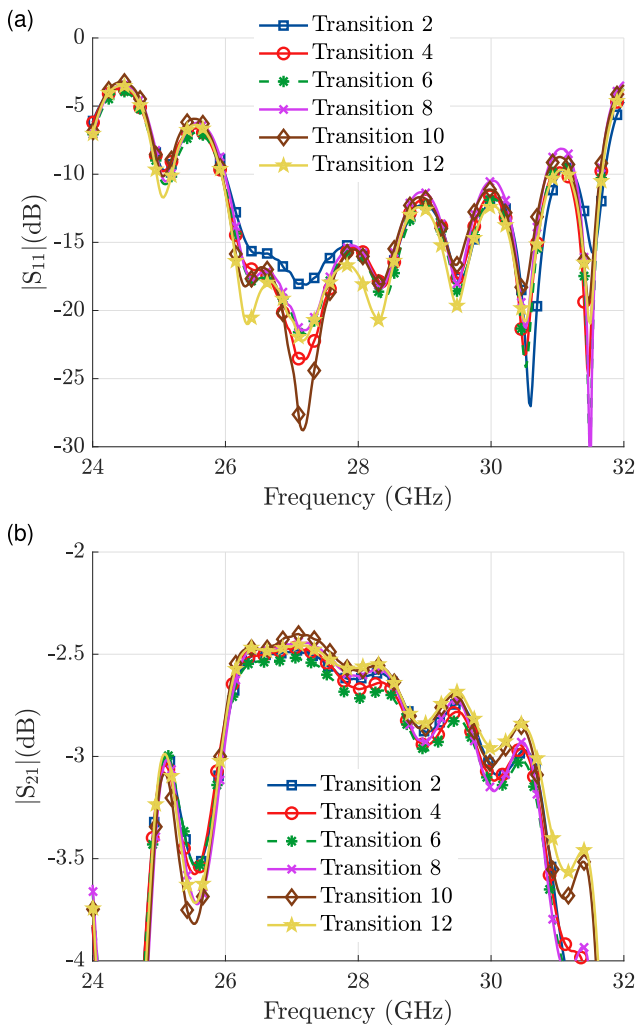 (a)
0
-5
-10
-15
-20
-25
-30
|S11|(dB)
Transition 2
Transition 4
Transition 6
Transition 8
Transition 10
Transition 12
24 26 28 30 32
Frequency (GHz)
(b)
-2
-2.5
-3
-3.5
-4
|S21|(dB)
Transition 2
Transition 4
Transition 6
Transition 8
Transition 10
Transition 12
24 26 28 30 32
Frequency (GHz)